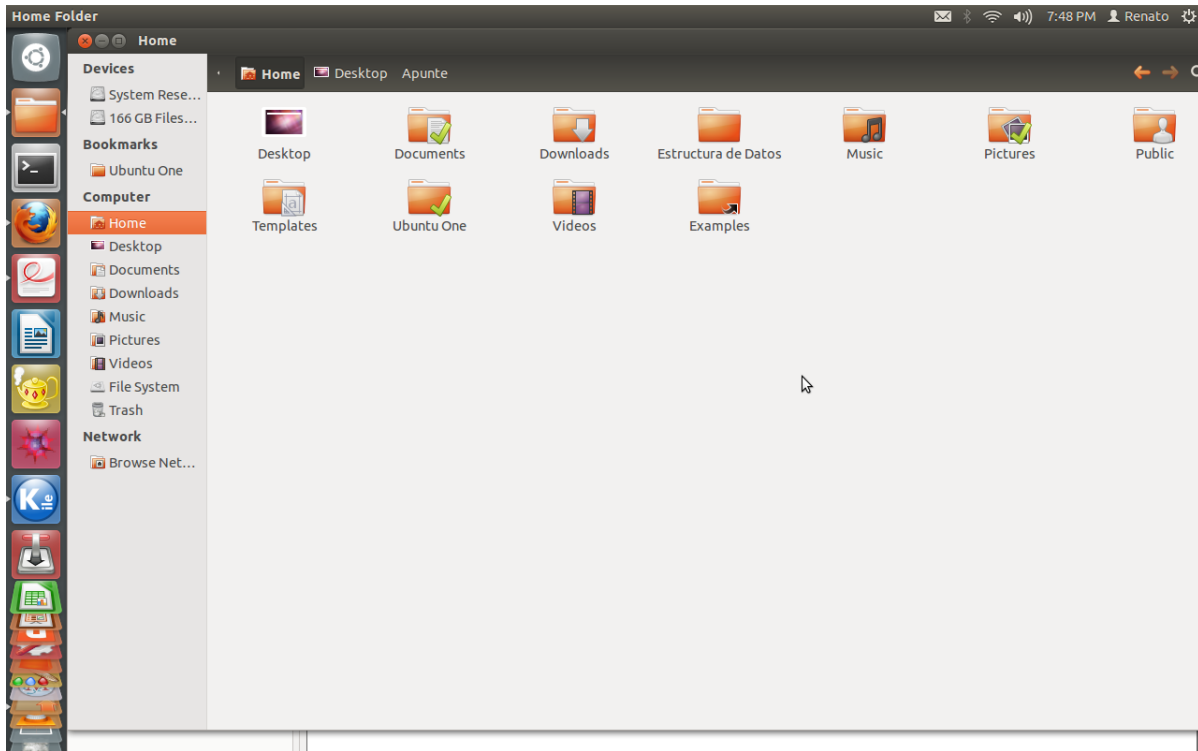 Home Folder 7:48 PM Renato
Home
Devices
System Rese...
166 GB Files...
Bookmarks
Ubuntu One
Computer
Home
Desktop
Documents
Downloads
Music
Pictures
Videos
File System
Trash
Network
Browse Net...
Home Desktop Apunte
Desktop Documents Downloads Estructura de Datos Music Pictures Public
Templates Ubuntu One Videos Examples